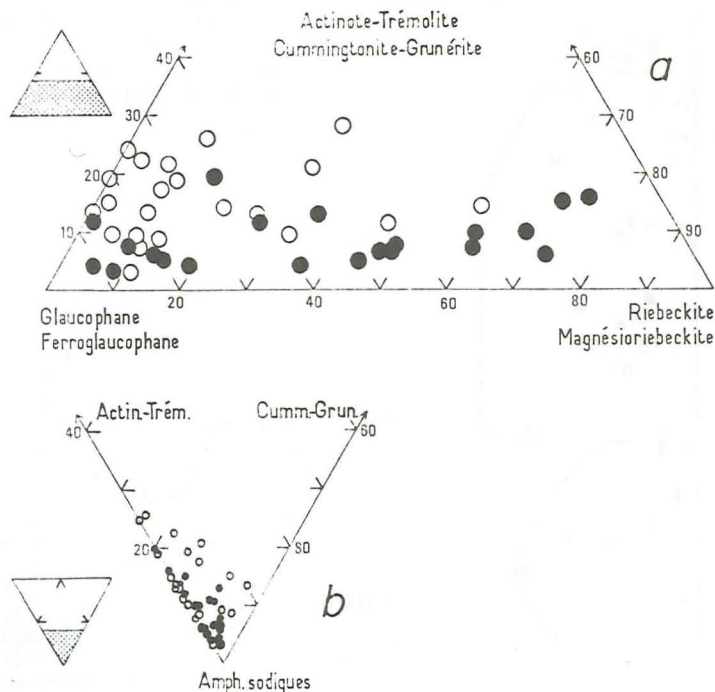 Actinote-Trémolite
Cummingtonite-Grunérite
a
40
60
30
70
20
80
10
90
20
40
60
80
Glaucophane
Ferroglaucophane
Riebeckite
Magnésioriebeckite
Actin-Trém.
Cumm-Grun.
40
60
20
80
b
Amph. sodiques